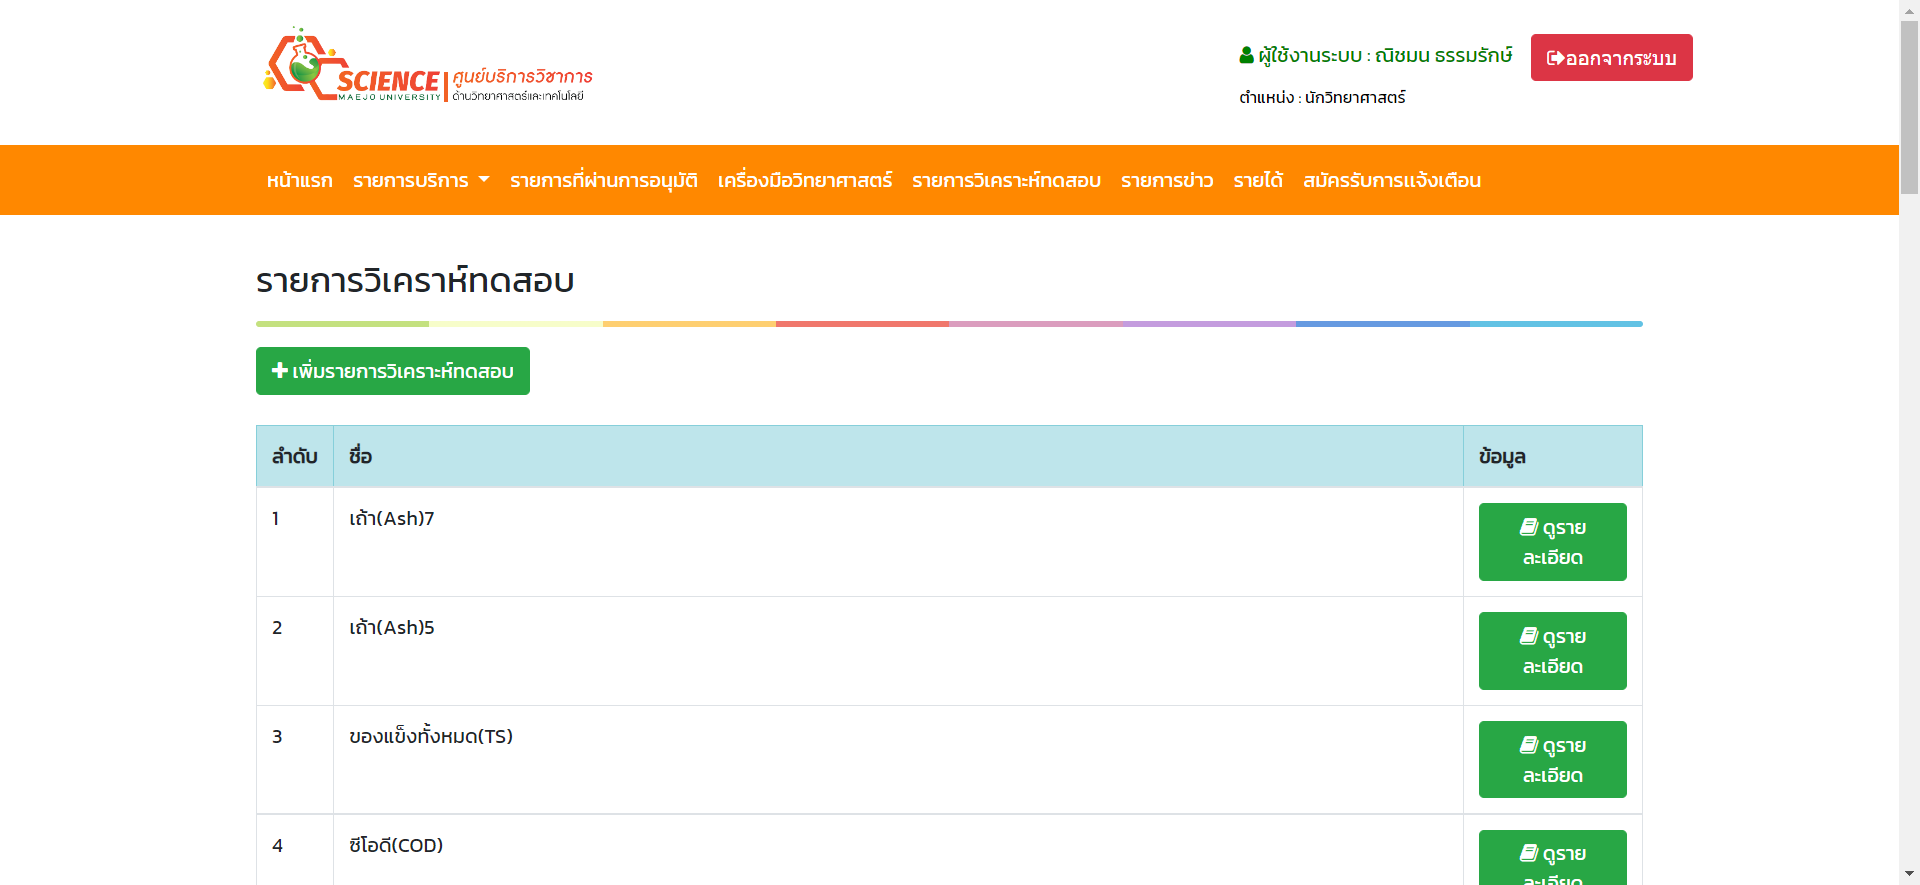 SCIENCE
MAEJO UNIVERSITY
ศูนย์บริการวิชาการ
ด้านวิทยาศาสตร์และเทคโนโลยี
ผู้ใช้งานระบบ : ณิชมน ธรรมรักษ์
ออกจากระบบ
ตำแหน่ง : นักวิทยาศาสตร์
หน้าแรก รายการบริการ รายการที่ผ่านการอนุมัติ เครื่องมือวิทยาศาสตร์ รายการวิเคราะห์ทดสอบ รายการข่าว รายได้ สมัครรับการแจ้งเตือน
รายการวิเคราห์ทดสอบ
เพิ่มรายการวิเคราะห์ทดสอบ
ลำดับ ชื่อ ข้อมูล
1 เถ้า(Ash)7
ดูราย
ละเอียด
2 เถ้า(Ash)5
ดูราย
ละเอียด
3 ของแข็งทั้งหมด(TS)
ดูราย
ละเอียด
4 ซีโอดี(COD)
ดูราย
ละเอียด